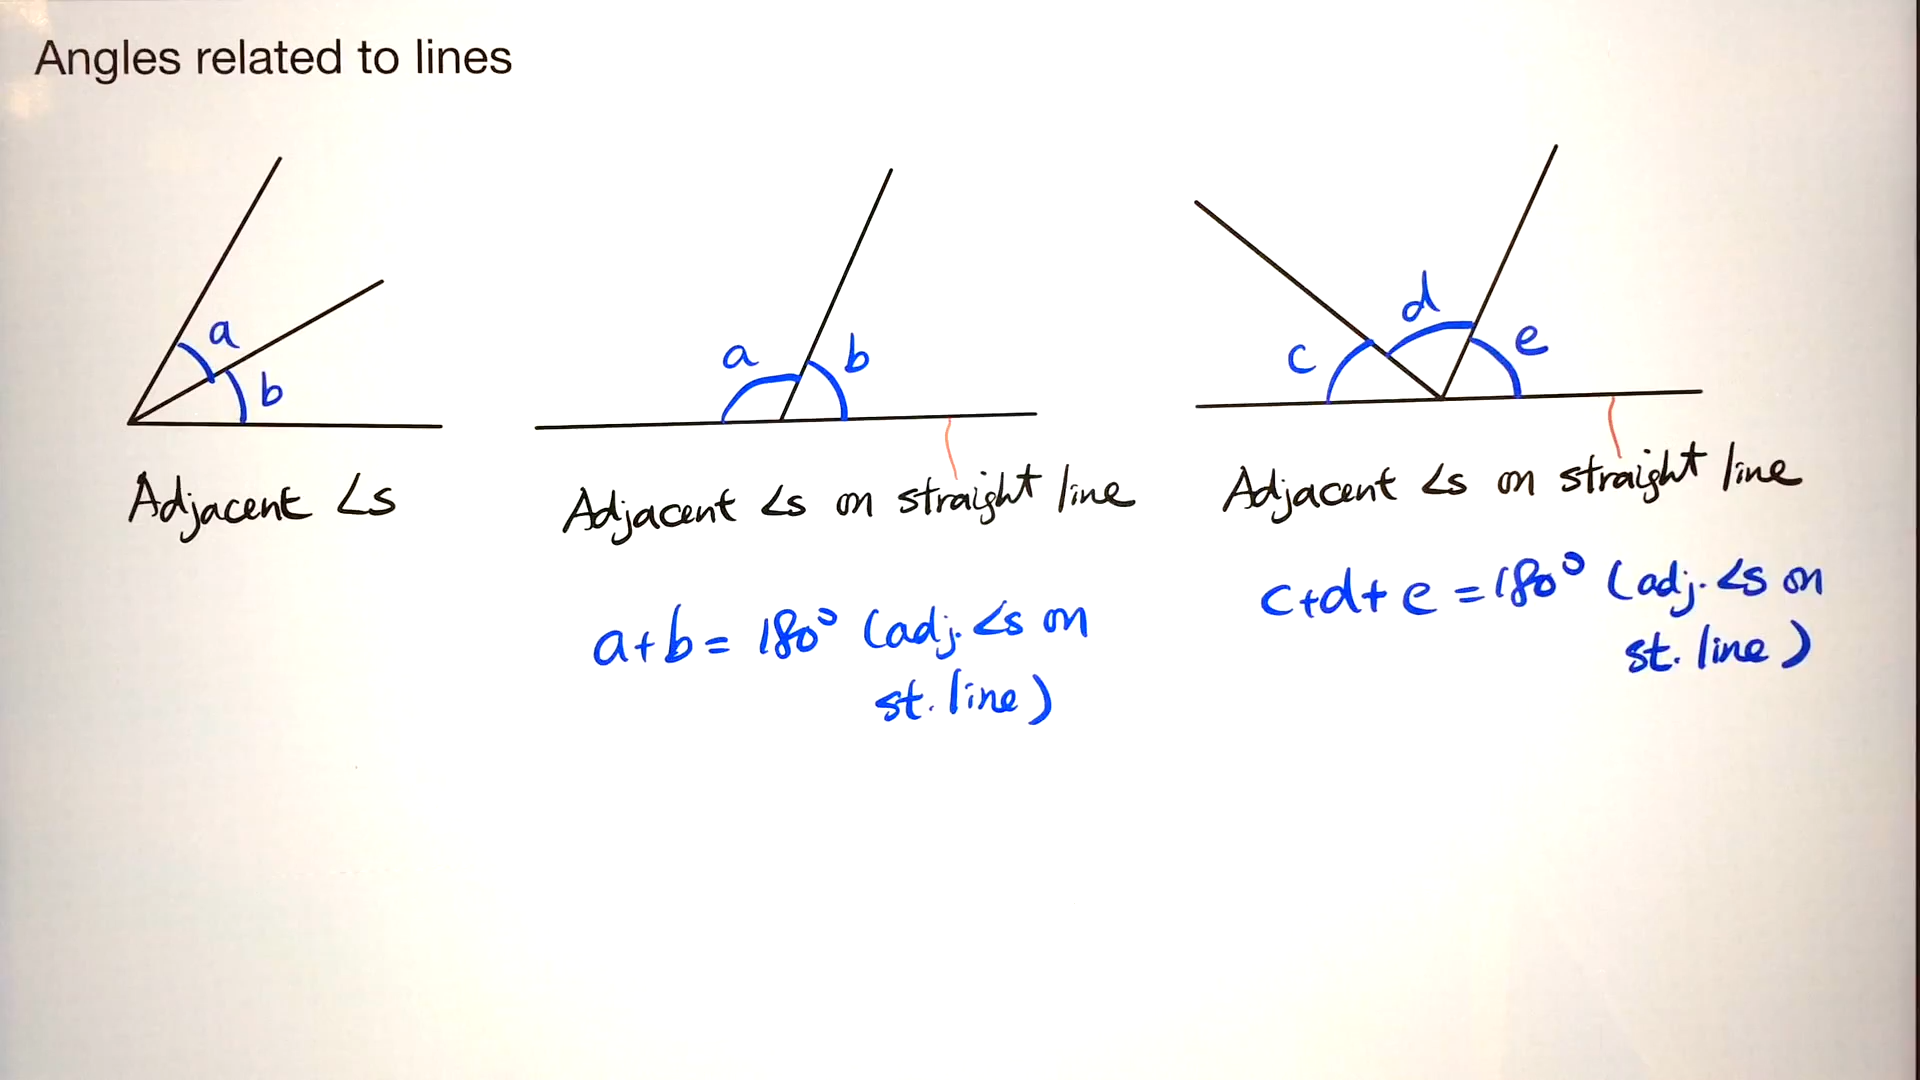 Angles related to lines
a
b
Adjacent ∠s
a
b
Adjacent ∠s on straight line
a+b = 180° (adj. ∠s on
st. line)
c
d
e
Adjacent ∠s on straight line
c+d+e = 180° (adj. ∠s on
st. line)